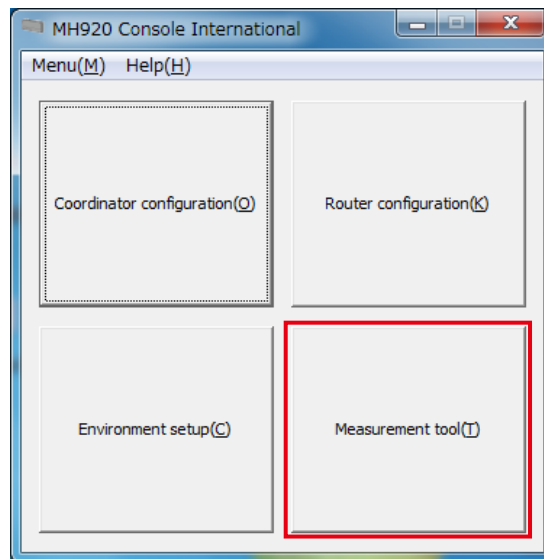 MH920 Console International
Menu(M) Help(H)
Coordinator configuration(O)
Router configuration(K)
Environment setup(C)
Measurement tool(T)